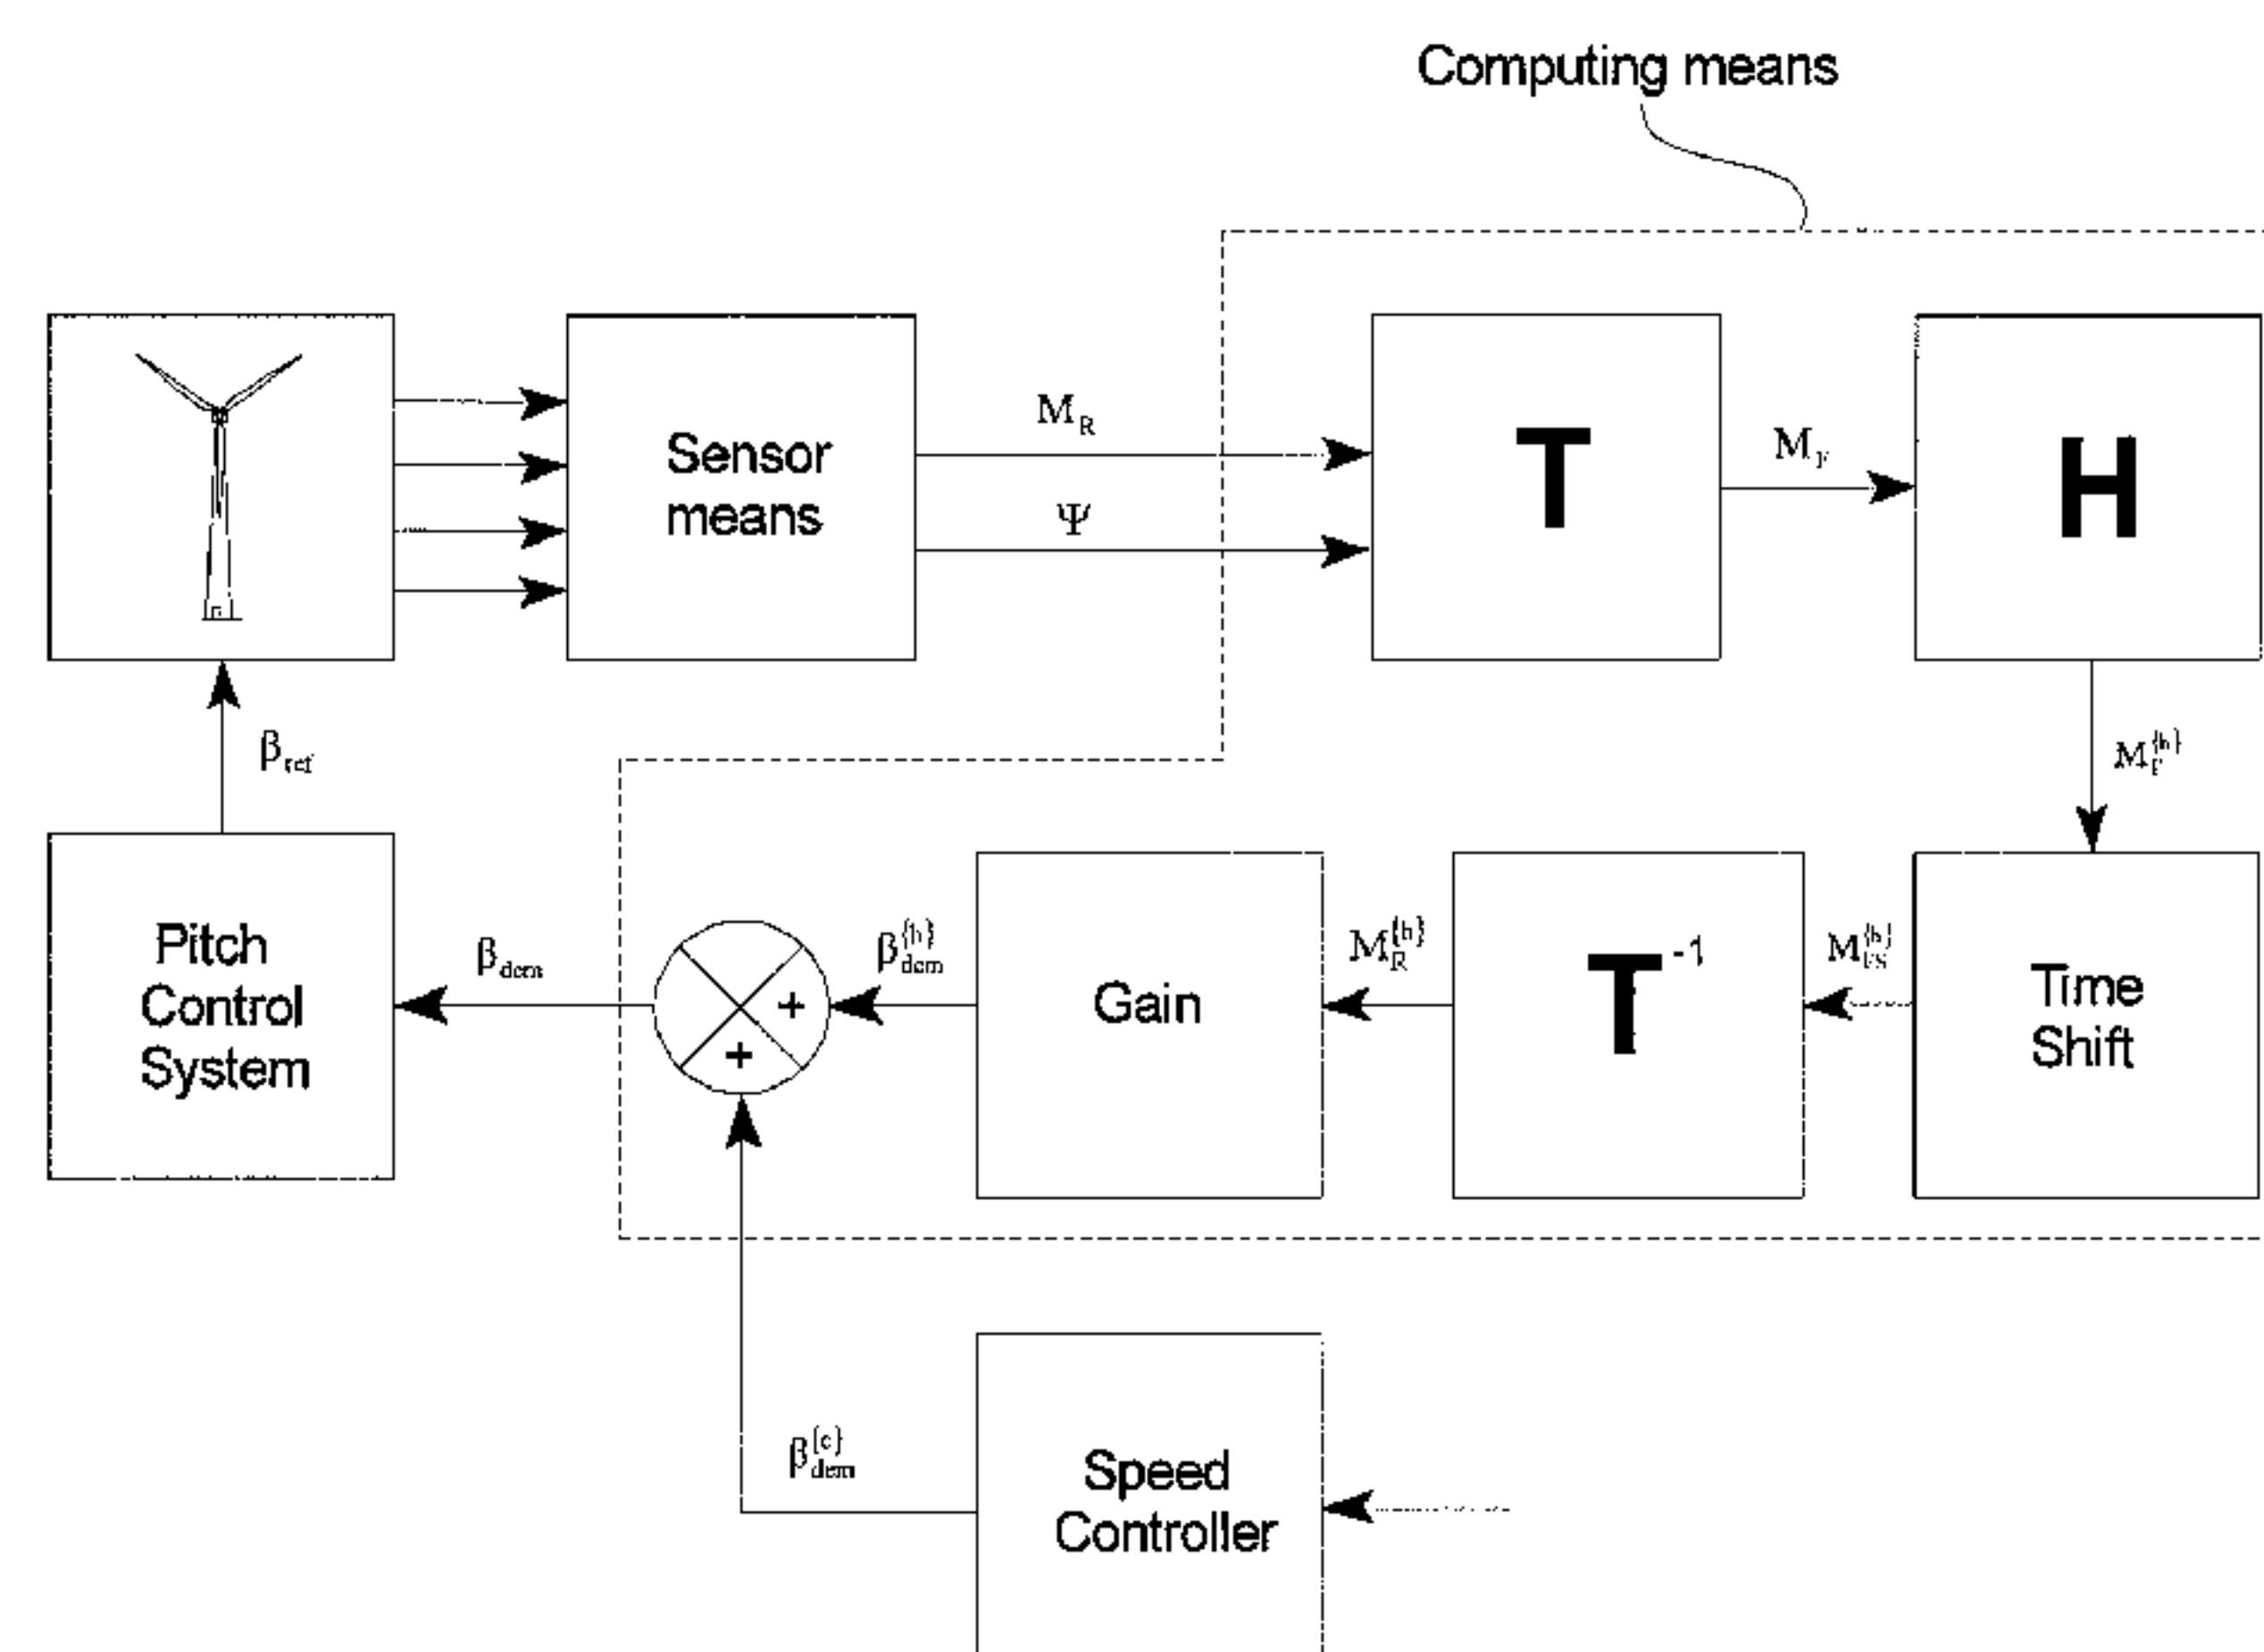 Computing means
Sensor
means
M_R
Ψ
T
M_F
H
β_ref
M_F^{h}
Pitch
Control
System
β_dem
+
+
β_dem^{h}
Gain
M_R^{h}
T^-1
M_FS^{h}
Time
Shift
β_dem^{c}
Speed
Controller